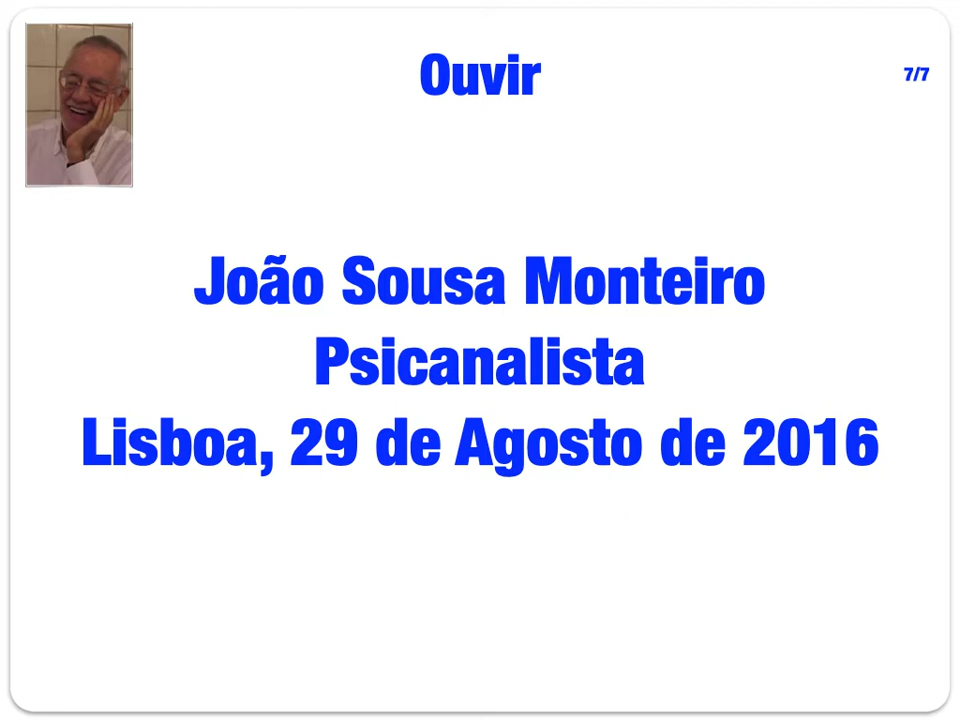 Ouvir
7/7
João Sousa Monteiro
Psicanalista
Lisboa, 29 de Agosto de 2016